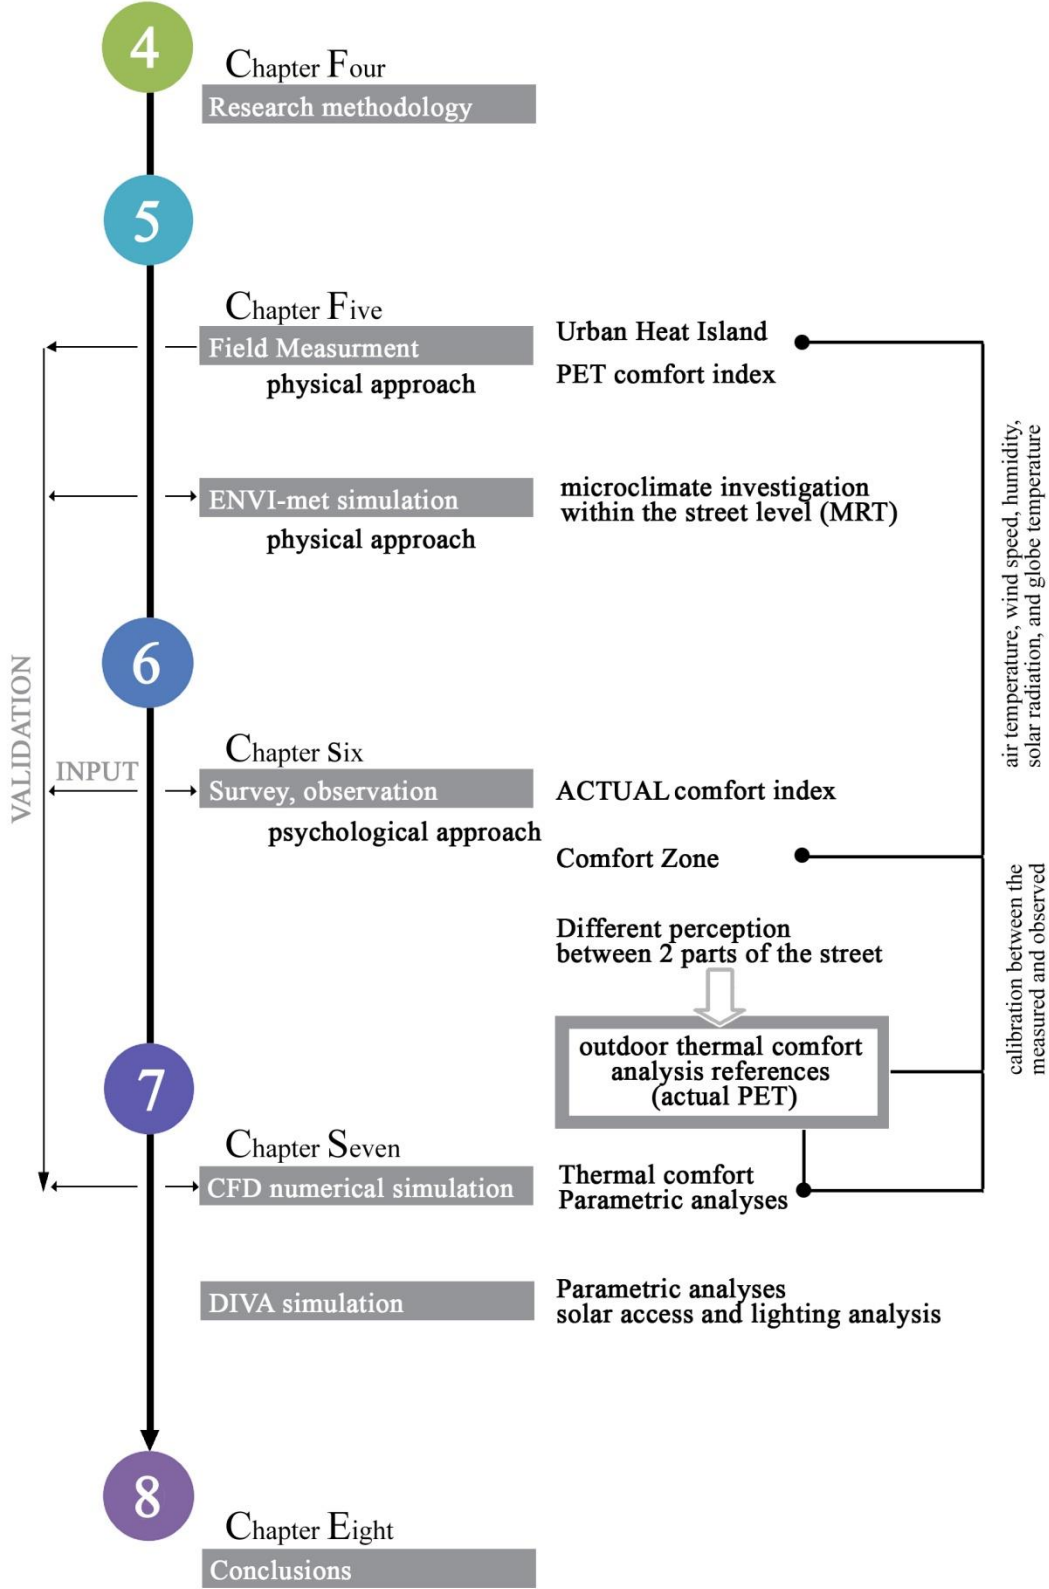 4
Chapter Four
Research methodology
5
Chapter Five
Field Measurment
physical approach
Urban Heat Island
PET comfort index
ENVI-met simulation
physical approach
microclimate investigation
within the street level (MRT)
air temperature, wind speed, humidity,
solar radiation, and globe temperature
6
VALIDATION
INPUT
Chapter six
Survey, observation
psychological approach
ACTUAL comfort index
Comfort Zone
Different perception
between 2 parts of the street
calibration between the
measured and observed
outdoor thermal comfort
analysis references
(actual PET)
7
Chapter Seven
CFD numerical simulation
Thermal comfort
Parametric analyses
DIVA simulation
Parametric analyses
solar access and lighting analysis
8
Chapter Eight
Conclusions